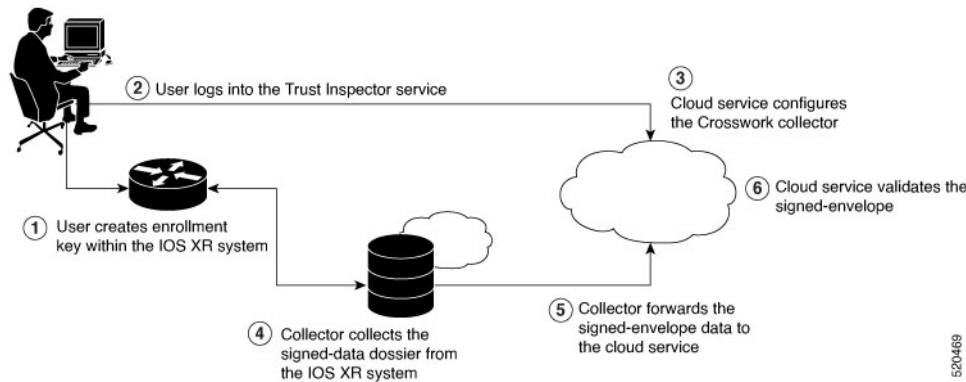 2 User logs into the Trust Inspector service
3
Cloud service configures
the Crosswork collector
6 Cloud service validates the
signed-envelope
1 User creates enrollment
key within the IOS XR system
5 Collector forwards the
signed-envelope data to
the cloud service
4 Collector collects the
signed-data dossier from
the IOS XR system
520469